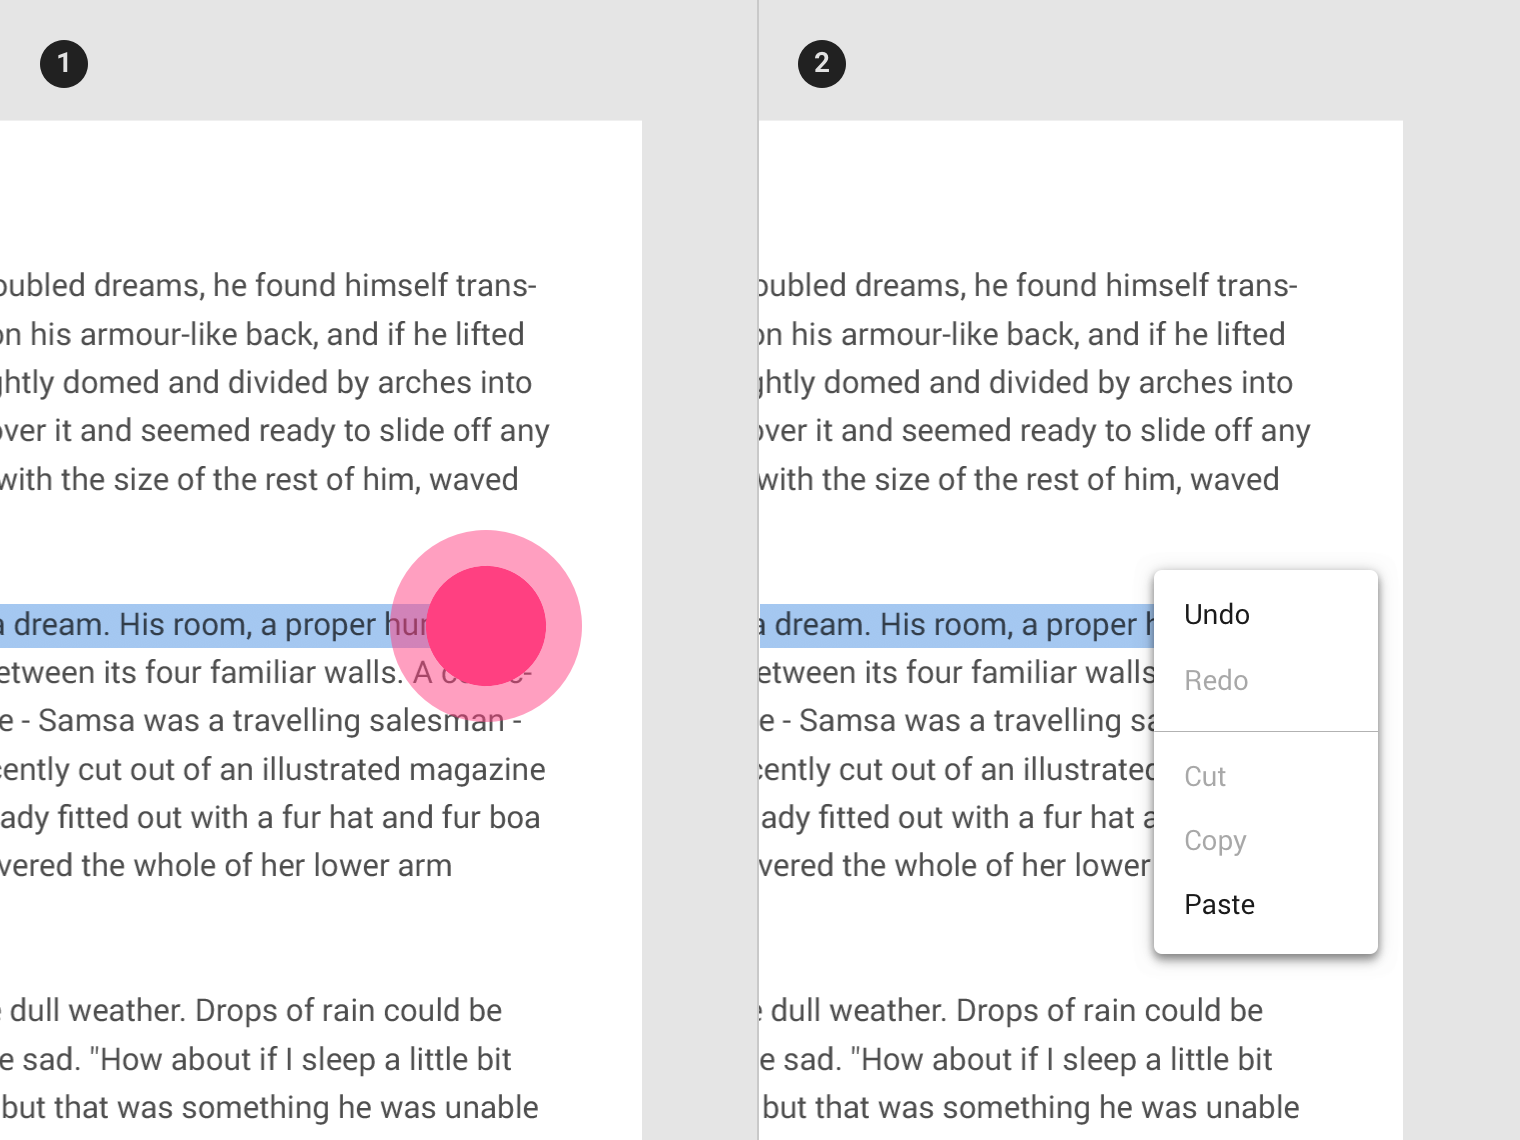 1
oubled dreams, he found himself trans-
on his armour-like back, and if he lifted
ghtly domed and divided by arches into
over it and seemed ready to slide off any
with the size of the rest of him, waved
a dream. His room, a proper
etween its four familiar walls. A
e - Samsa was a travelling salesman -
cently cut out of an illustrated magazine
ady fitted out with a fur hat and fur boa
vered the whole of her lower arm
e dull weather. Drops of rain could be
e sad. "How about if I sleep a little bit
but that was something he was unable
2
oubled dreams, he found himself trans-
on his armour-like back, and if he lifted
ghtly domed and divided by arches into
over it and seemed ready to slide off any
with the size of the rest of him, waved
a dream. His room, a proper
etween its four familiar walls
e - Samsa was a travelling
cently cut out of an illustrated
ady fitted out with a fur hat
vered the whole of her lower
e dull weather. Drops of rain could be
e sad. "How about if I sleep a little bit
but that was something he was unable
Undo
Redo
Cut
Copy
Paste